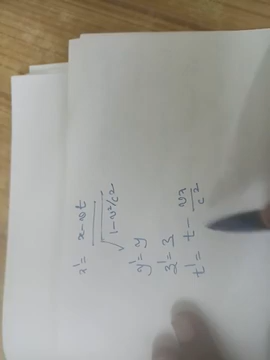 x' = x-vt / √1-v²/c²
y' = y
z' = z
t' = t - vx / c²